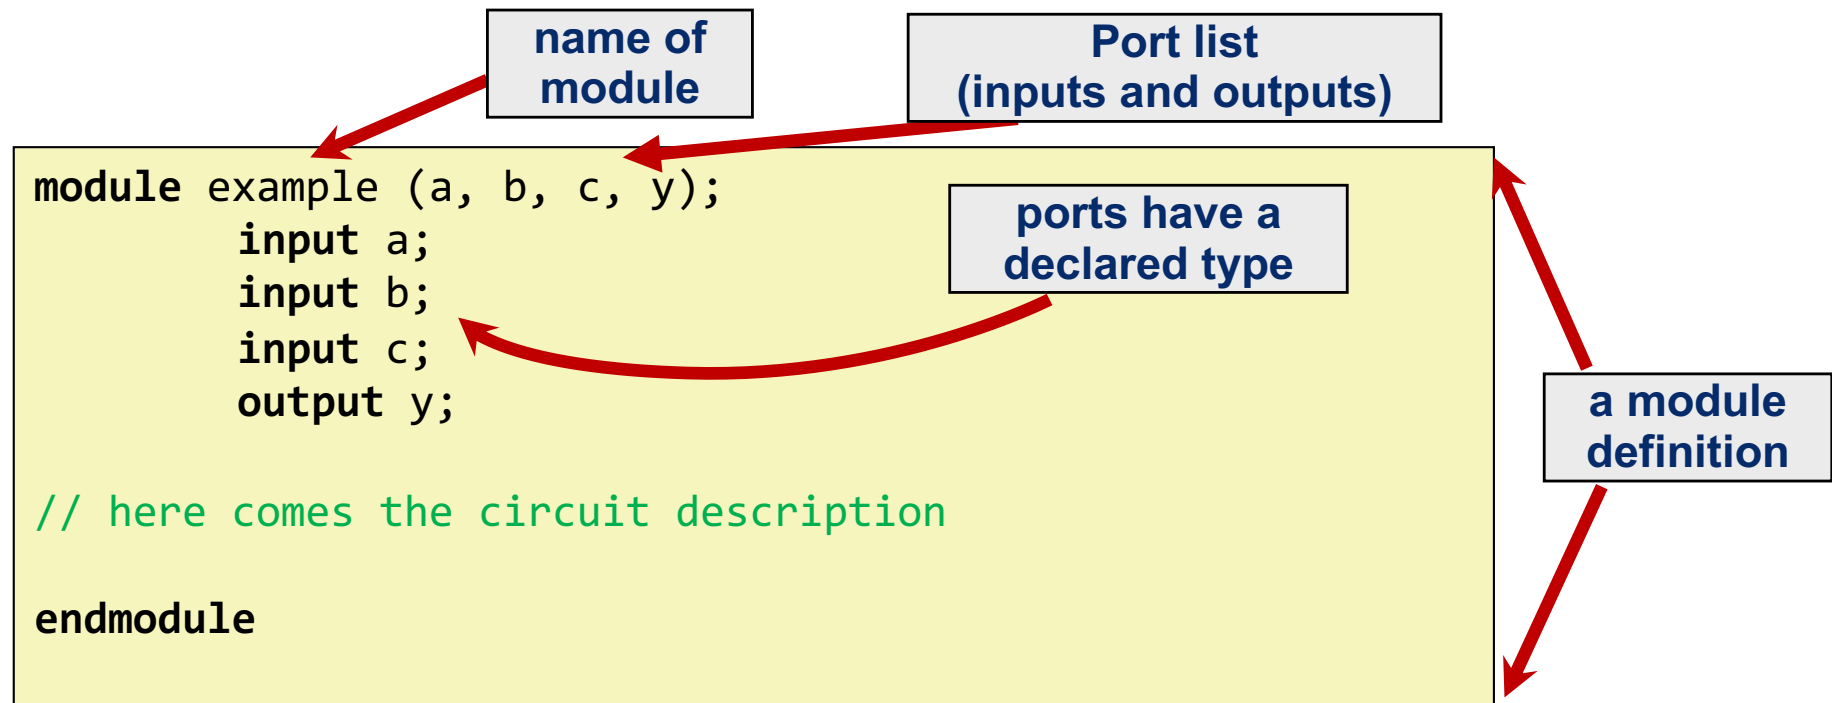 name of
module
Port list
(inputs and outputs)
module example (a, b, c, y);
ports have a
declared type
input a;
input b;
input c;
output y;
a module
definition
// here comes the circuit description
endmodule